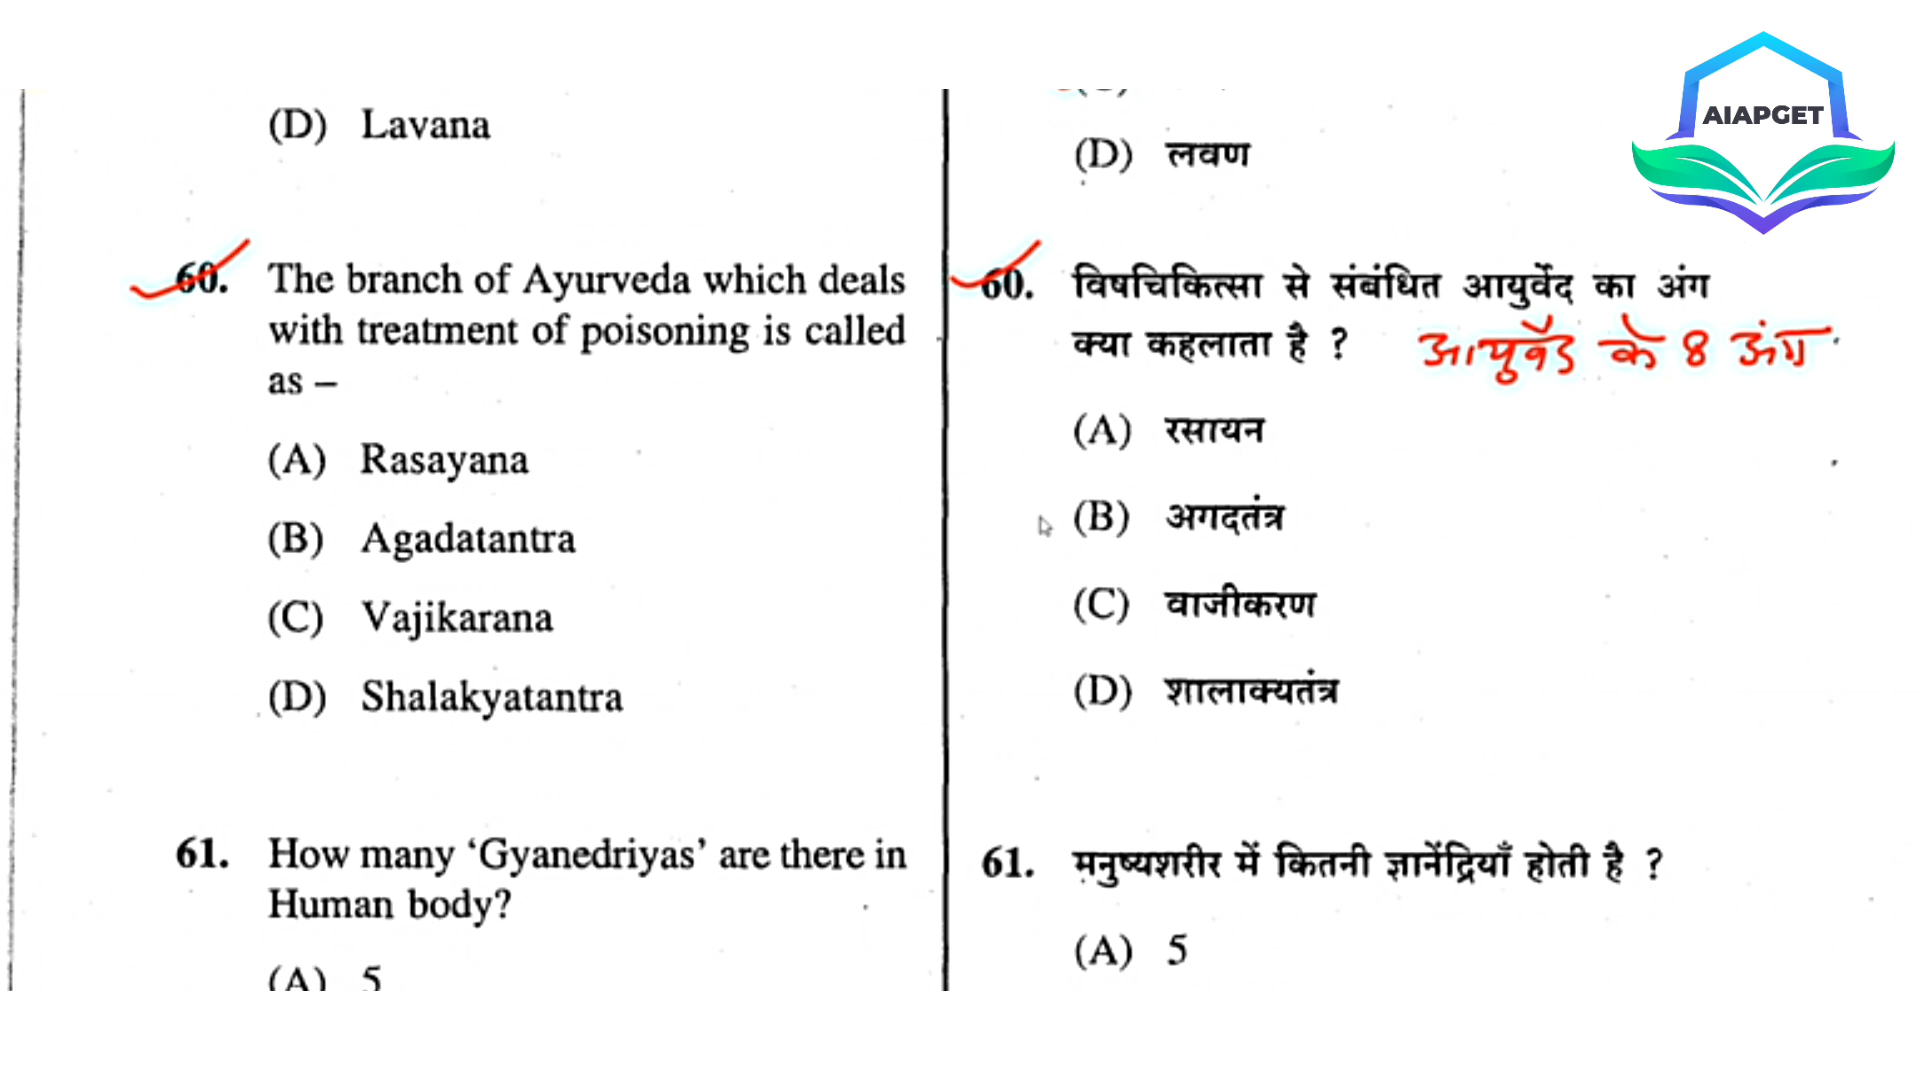 (D) Lavana
60. The branch of Ayurveda which deals
with treatment of poisoning is called
as –
(A) Rasayana
(B) Agadatantra
(C) Vajikarana
(D) Shalakyatantra
61. How many ‘Gyanedriyas’ are there in
Human body?
(A) 5
(D) लवण
60. विषचिकित्सा से संबंधित आयुर्वेद का अंग
क्या कहलाता है ? आयुर्वेद के 8 अंग
(A) रसायन
(B) अगदतंत्र
(C) वाजीकरण
(D) शालाक्यतंत्र
61. मनुष्यशरीर में कितनी ज्ञानेंद्रियाँ होती है ?
(A) 5
AIAPGET